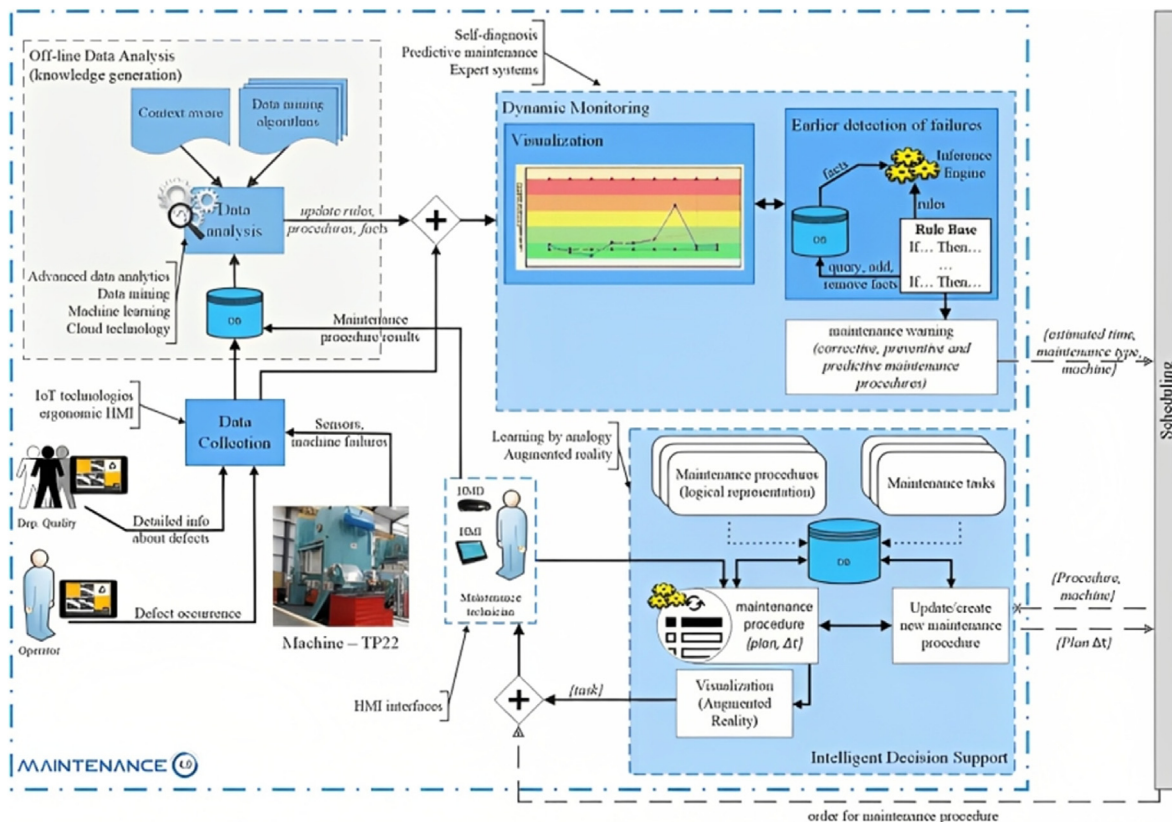 Off-line Data Analysis
(knowledge generation)
Context aware
Data mining
algorithms
Data
analysis
update rules,
procedures, facts
Advanced data analytics
Data mining
Machine learning
Cloud technology
DB
Maintenance
procedure results
IoT technologies
ergonomic HMI
Data
Collection
Sensors,
machine failures
Dep. Quality
Detailed info
about defects
Defect occurrence
Operator
Machine – TP22
Self-diagnosis
Predictive maintenance
Expert systems
Dynamic Monitoring
Visualization
Earlier detection of failures
facts
Inference
Engine
rules
DB
Rule Base
If... Then...
...
If... Then...
query, add,
remove facts
maintenance warning
(corrective, preventive and
predictive maintenance
procedures)
{estimated time,
maintenance type,
machine}
Scheduling
Learning by analogy
Augmented reality
HMD
HMI
Maintenance
technician
HMI interfaces
Maintenance procedures
(logical representation)
Maintenance tasks
DB
maintenance
procedure
{plan, Δt}
Update/create
new maintenance
procedure
{Procedure,
machine}
{Plan Δt}
Visualization
(Augmented
Reality)
{task}
Intelligent Decision Support
MAINTENANCE 4.0
order for maintenance procedure